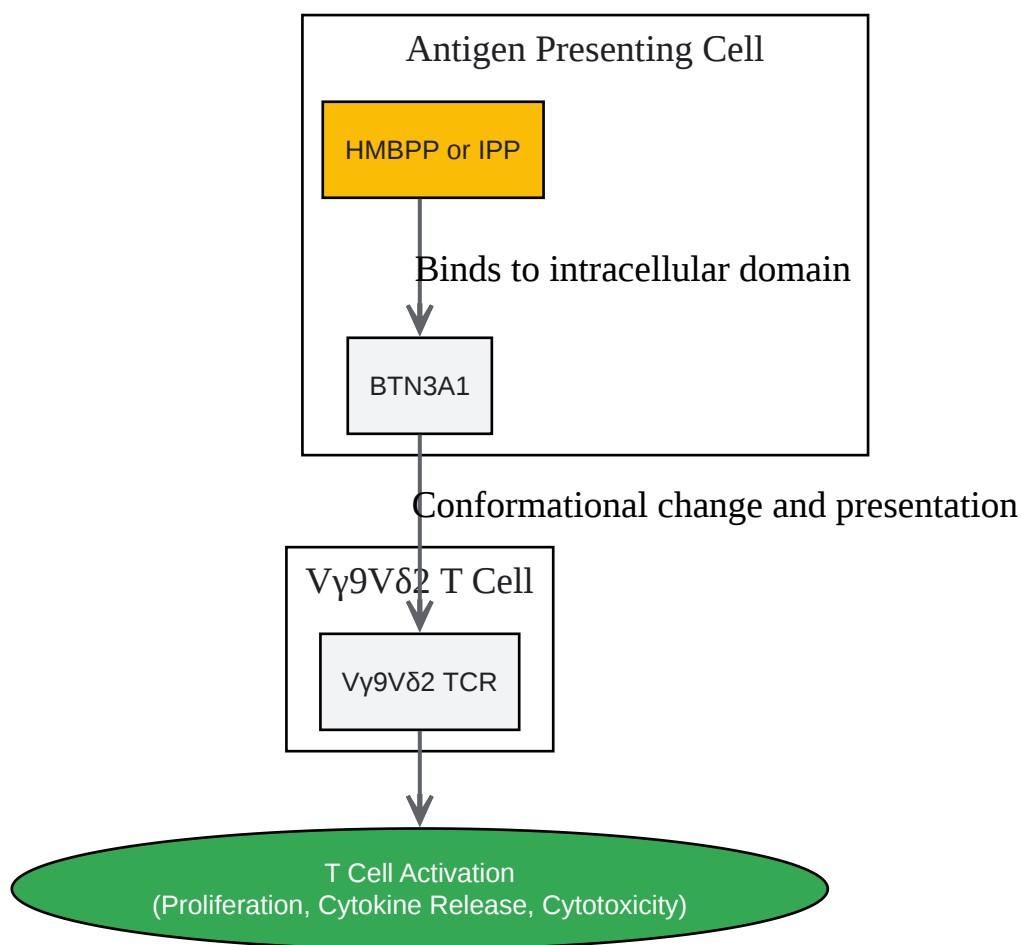 Antigen Presenting Cell
HMBPP or IPP
Binds to intracellular domain
BTN3A1
Conformational change and presentation
Vγ9Vδ2 T Cell
Vγ9Vδ2 TCR
T Cell Activation
(Proliferation, Cytokine Release, Cytotoxicity)